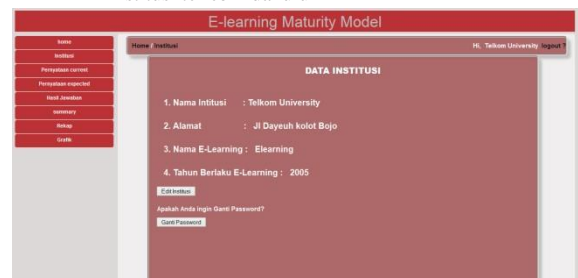 E-learning Maturity Model
home
Institusi
Pernyataan current
Pernyataan expected
Hasil Jawaban
summary
Rekap
Grafik
Home / Institusi
Hi, Telkom University logout ?
DATA INSTITUSI
1. Nama Intitusi : Telkom University
2. Alamat : Jl Dayeuh kolot Bojo
3. Nama E-Learning : Elearning
4. Tahun Berlaku E-Learning : 2005
Edit Institusi
Apakah Anda ingin Ganti Password?
Ganti Password